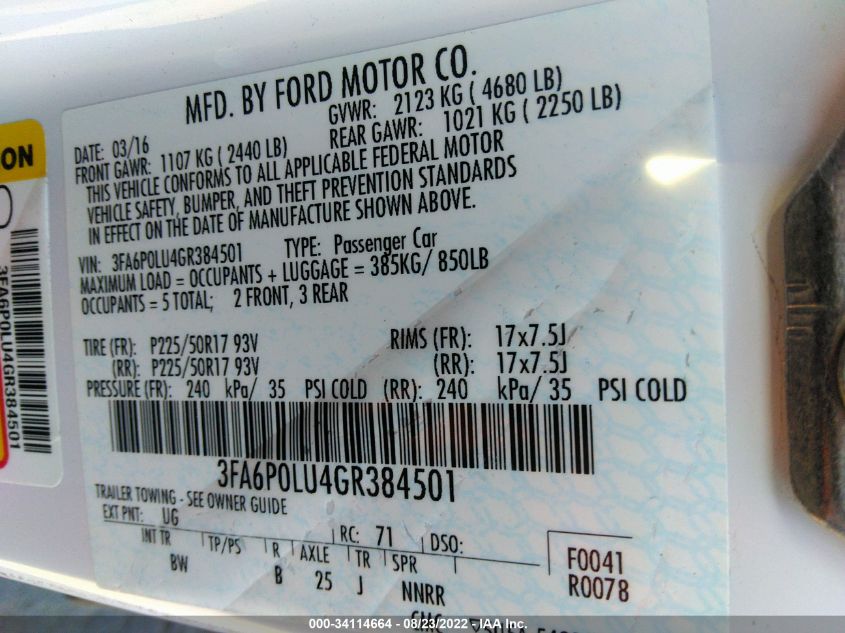 MFD. BY FORD MOTOR CO.
DATE: 03/16 GVWR: 2123 KG ( 4680 LB)
FRONT GAWR: 1107 KG ( 2440 LB) REAR GAWR: 1021 KG ( 2250 LB)
THIS VEHICLE CONFORMS TO ALL APPLICABLE FEDERAL MOTOR
VEHICLE SAFETY, BUMPER, AND THEFT PREVENTION STANDARDS
IN EFFECT ON THE DATE OF MANUFACTURE SHOWN ABOVE.
VIN: 3FA6P0LU4GR384501 TYPE: Passenger Car
MAXIMUM LOAD = OCCUPANTS + LUGGAGE = 385KG/ 850LB
OCCUPANTS = 5 TOTAL; 2 FRONT, 3 REAR
TIRE (FR): P225/50R17 93V RIMS (FR): 17x7.5J
(RR): P225/50R17 93V (RR): 17x7.5J
PRESSURE (FR): 240 kPa/ 35 PSI COLD (RR): 240 kPa/ 35 PSI COLD
3FA6P0LU4GR384501
TRAILER TOWING - SEE OWNER GUIDE
EXT PNT: UG RC: 71 DSO:
INT TR TP/PS R AXLE TR SPR F0041
BW B 25 J NNRR R0078
ON
3FA6P0LU4GR384501
000-34114664 - 08/23/2022 - IAA Inc.